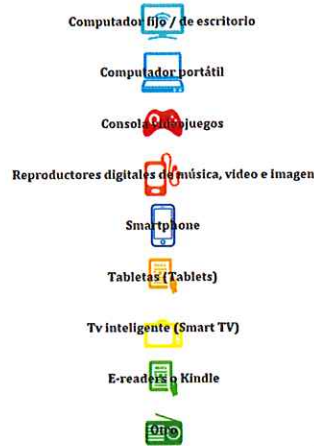 Computador fijo / de escritorio
Computador portátil
Consola videojuegos
Reproductores digitales de música, video e imagen
Smartphone
Tabletas (Tablets)
Tv inteligente (Smart TV)
E-readers o Kindle
Otro